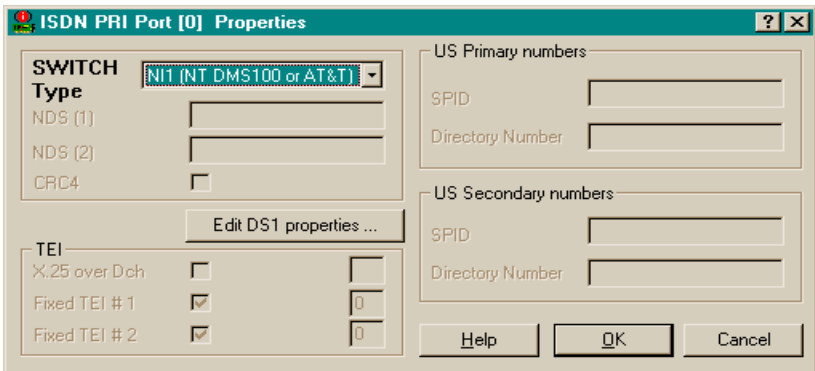 ISDN PRI Port [0] Properties
SWITCH Type
NI1 (NT DMS100 or AT&T)
NDS (1)
NDS (2)
CRC4
Edit DS1 properties ...
TEI
X.25 over Dch
Fixed TEI # 1
0
Fixed TEI # 2
0
US Primary numbers
SPID
Directory Number
US Secondary numbers
SPID
Directory Number
Help
OK
Cancel